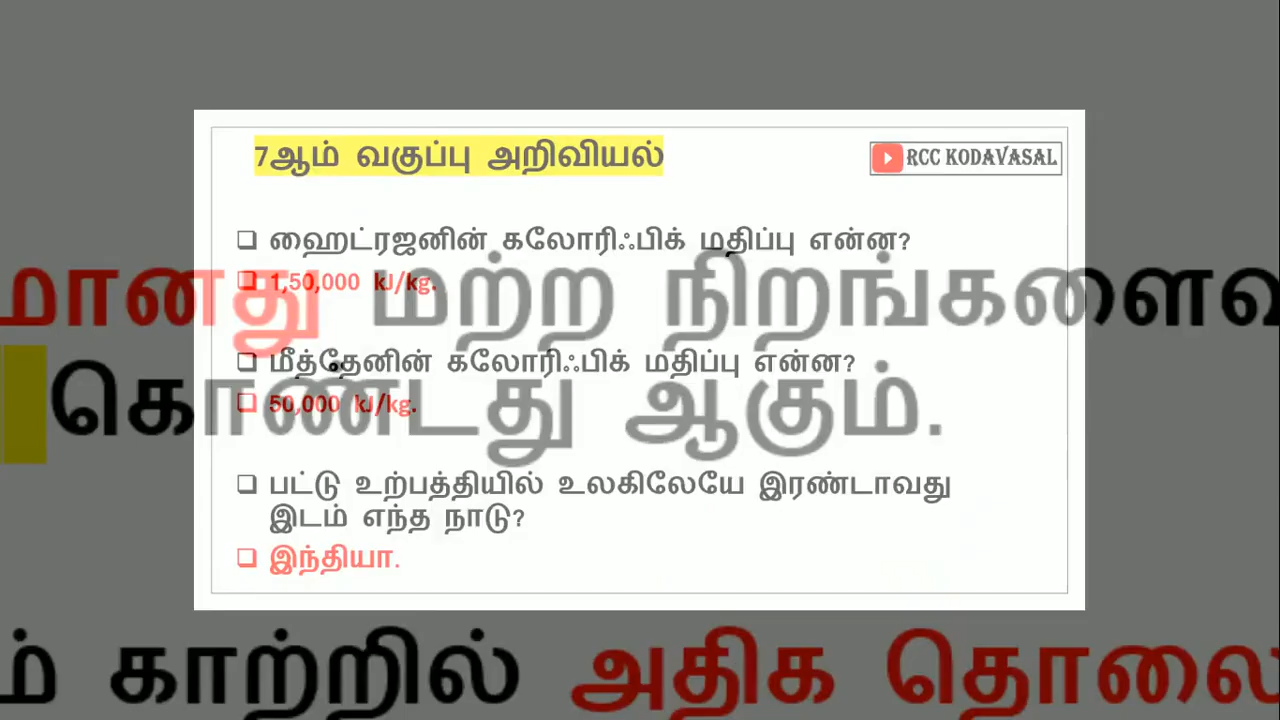 7ஆம் வகுப்பு அறிவியல்
RCC KODAVASAL
❑ ஹைட்ரஜனின் கலோரிஃபிக் மதிப்பு என்ன?
❑ 1,50,000 kJ/kg.
மானது மற்ற நிறங்களைவ
❑ மீத்தேனின் கலோரிஃபிக் மதிப்பு என்ன?
❑ 50,000 kJ/kg.
கொண்டது ஆகும்.
❑ பட்டு உற்பத்தியில் உலகிலேயே இரண்டாவது
இடம் எந்த நாடு?
❑ இந்தியா.
ம் காற்றில் அதிக தொலை